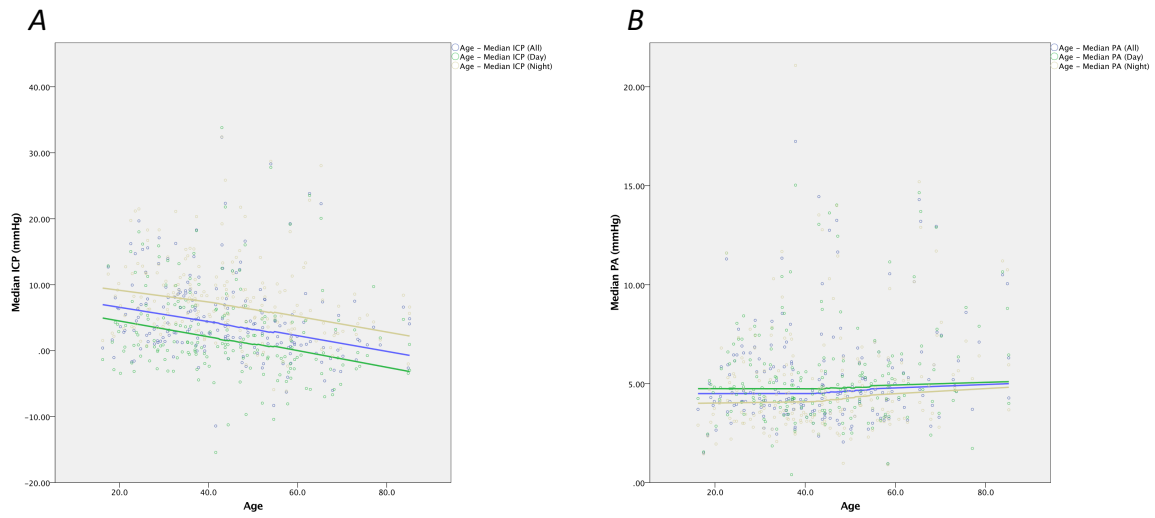 A
B
Age – Median ICP (All)
Age – Median ICP (Day)
Age – Median ICP (Night)
Age – Median PA (All)
Age – Median PA (Day)
Age – Median PA (Night)
Median ICP (mmHg)
40.00
30.00
20.00
10.00
.00
-10.00
-20.00
20.0
40.0
60.0
80.0
Age
Median PA (mmHg)
20.00
15.00
10.00
5.00
.00
20.0
40.0
60.0
80.0
Age